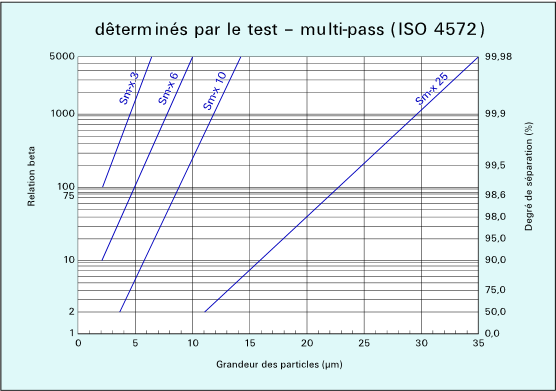 dêterminés par le test – multi-pass (ISO 4572)
5000
1000
100
75
10
2
1
Relation beta
Sm-x 3
Sm-x 6
Sm-x 10
Sm-x 25
99,98
99,9
99,5
98,6
98,0
95,0
90,0
75,0
50,0
0,0
Degré de séparation (%)
0 5 10 15 20 25 30 35
Grandeur des particles (µm)